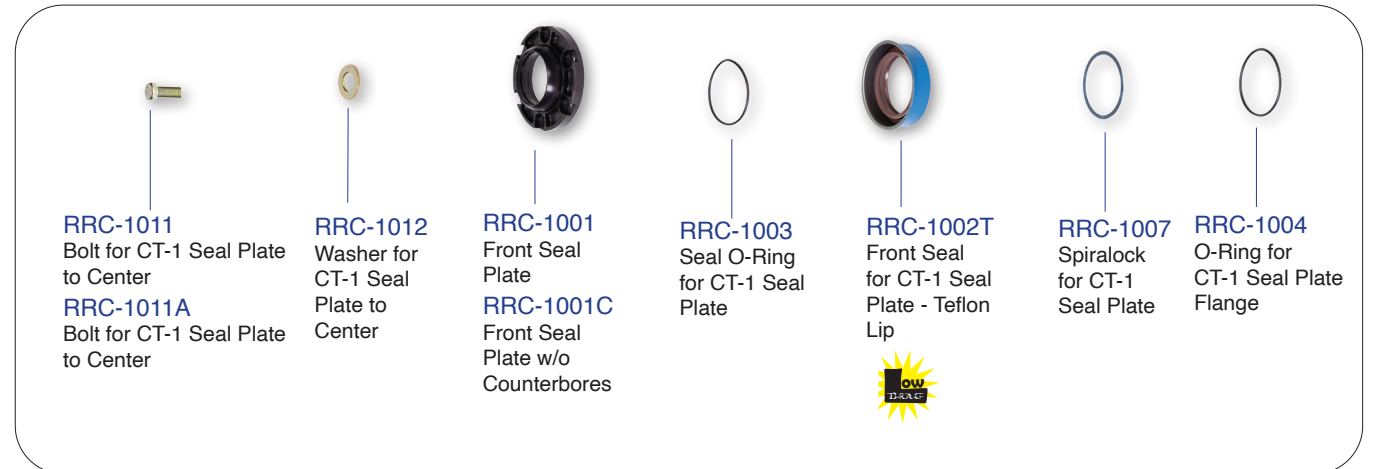 RRC-1011
Bolt for CT-1 Seal Plate
to Center
RRC-1011A
Bolt for CT-1 Seal Plate
to Center
RRC-1012
Washer for
CT-1 Seal
Plate to
Center
RRC-1001
Front Seal
Plate
RRC-1001C
Front Seal
Plate w/o
Counterbores
RRC-1003
Seal O-Ring
for CT-1 Seal
Plate
RRC-1002T
Front Seal
for CT-1 Seal
Plate - Teflon
Lip
Low
DRAG
RRC-1007
Spiralock
for CT-1
Seal Plate
RRC-1004
O-Ring for
CT-1 Seal Plate
Flange